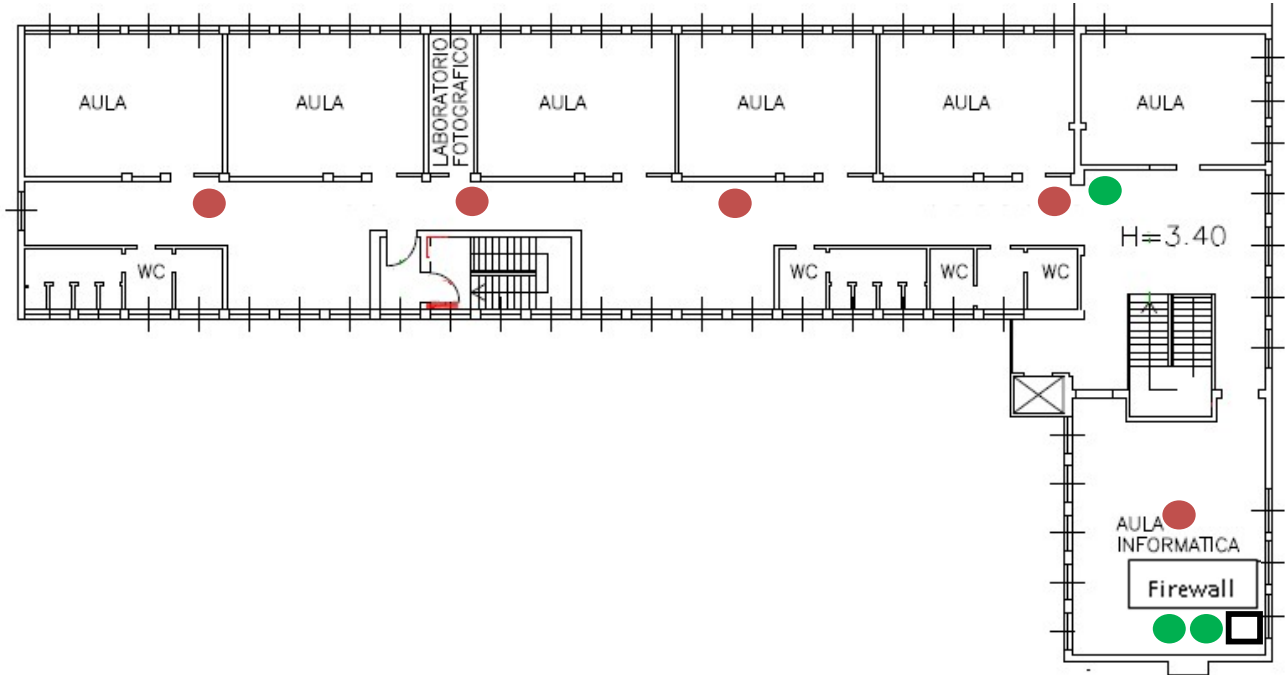 AULA
AULA
LABORATORIO
FOTOGRAFICO
AULA
AULA
AULA
AULA
H=3.40
WC
WC
WC
WC
AULA
INFORMATICA
Firewall